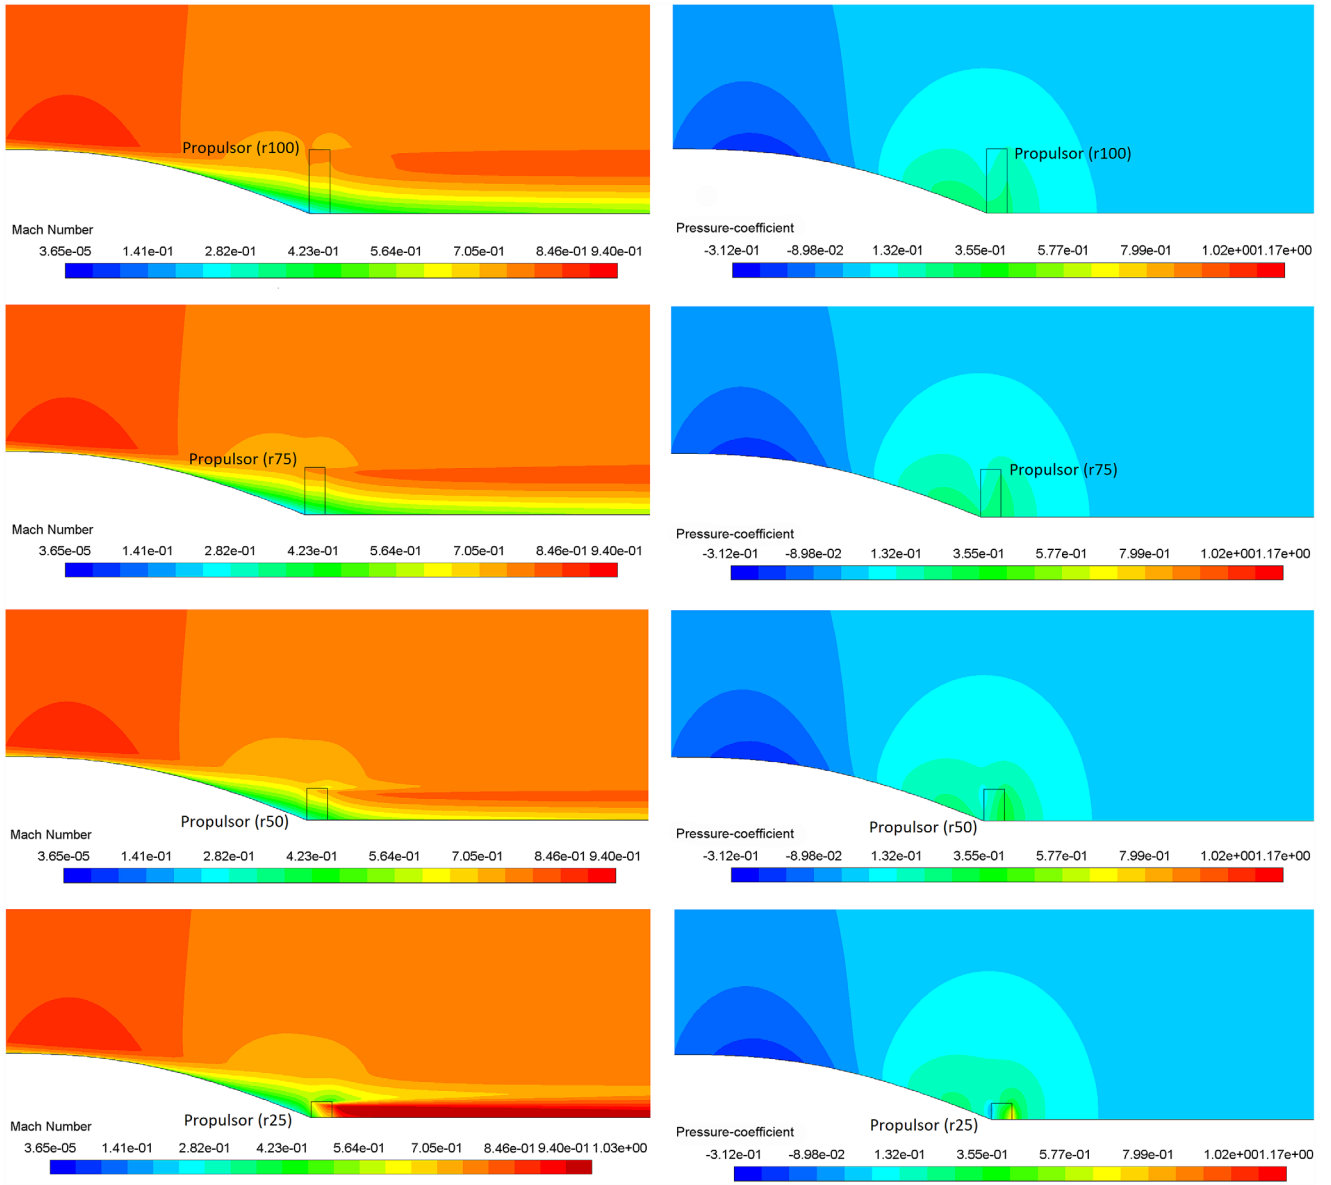 Propulsor (r100)
Propulsor (r100)
Mach Number
3.65e-05 1.41e-01 2.82e-01 4.23e-01 5.64e-01 7.05e-01 8.46e-01 9.40e-01
Pressure-coefficient
-3.12e-01 -8.98e-02 1.32e-01 3.55e-01 5.77e-01 7.99e-01 1.02e+001.17e+00
Propulsor (r75)
Propulsor (r75)
Mach Number
3.65e-05 1.41e-01 2.82e-01 4.23e-01 5.64e-01 7.05e-01 8.46e-01 9.40e-01
Pressure-coefficient
-3.12e-01 -8.98e-02 1.32e-01 3.55e-01 5.77e-01 7.99e-01 1.02e+001.17e+00
Propulsor (r50)
Propulsor (r50)
Mach Number
3.65e-05 1.41e-01 2.82e-01 4.23e-01 5.64e-01 7.05e-01 8.46e-01 9.40e-01
Pressure-coefficient
-3.12e-01 -8.98e-02 1.32e-01 3.55e-01 5.77e-01 7.99e-01 1.02e+001.17e+00
Propulsor (r25)
Propulsor (r25)
Mach Number
3.65e-05 1.41e-01 2.82e-01 4.23e-01 5.64e-01 7.05e-01 8.46e-01 9.40e-01 1.03e+00
Pressure-coefficient
-3.12e-01 -8.98e-02 1.32e-01 3.55e-01 5.77e-01 7.99e-01 1.02e+001.17e+00